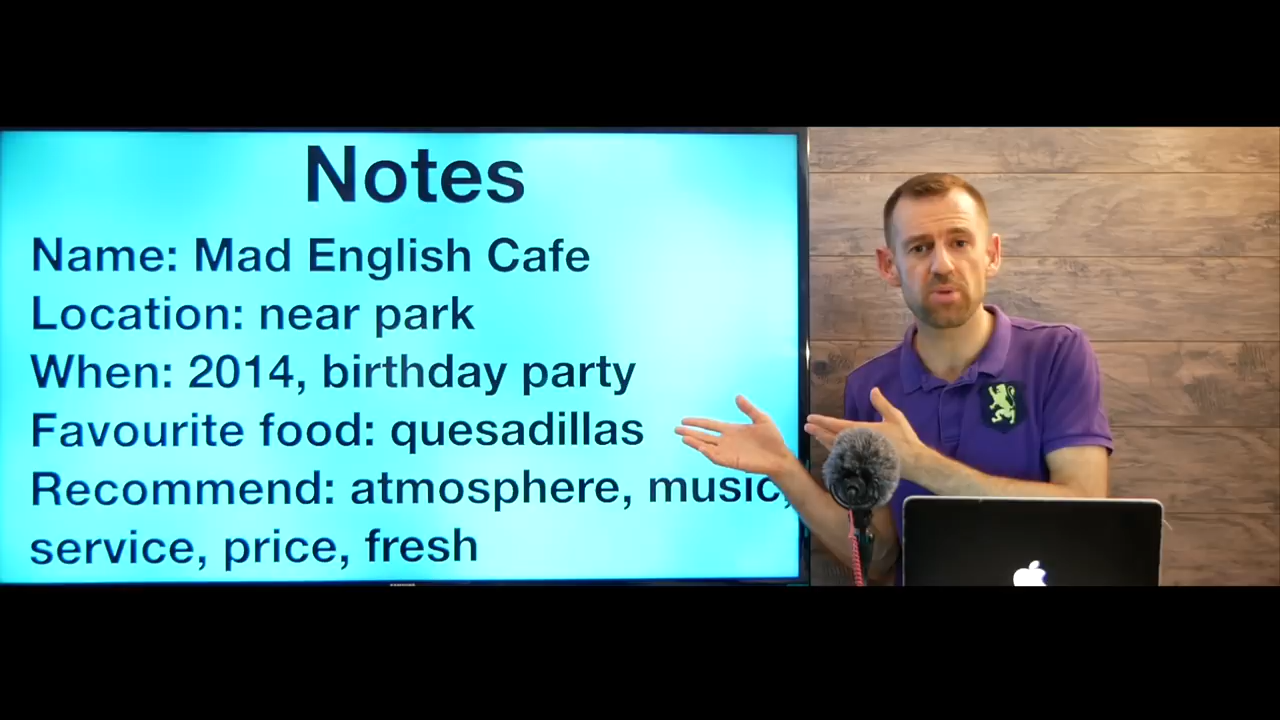 Notes
Name: Mad English Cafe
Location: near park
When: 2014, birthday party
Favourite food: quesadillas
Recommend: atmosphere, music,
service, price, fresh